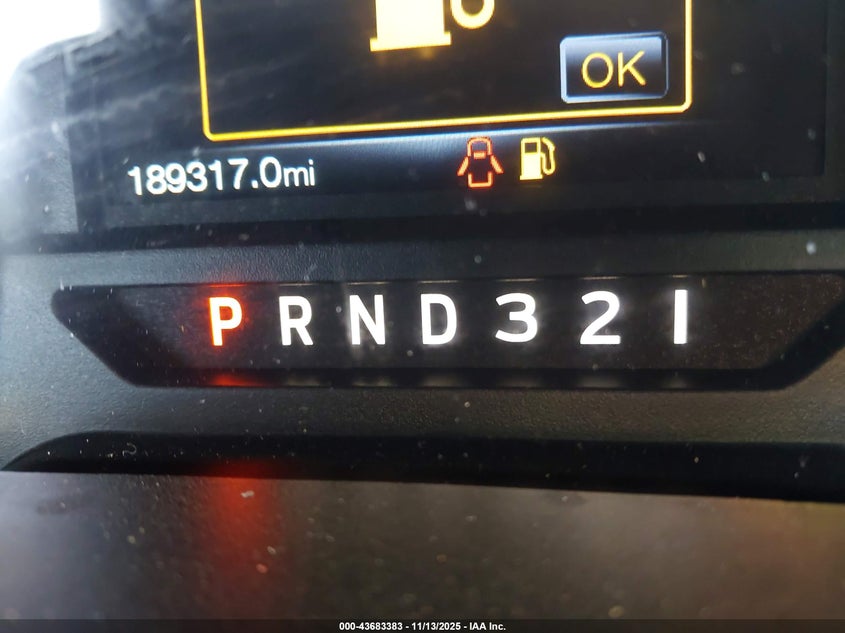 OK
189317.0mi
P R N D 3 2 1
000-43683383 - 11/13/2025 - IAA Inc.